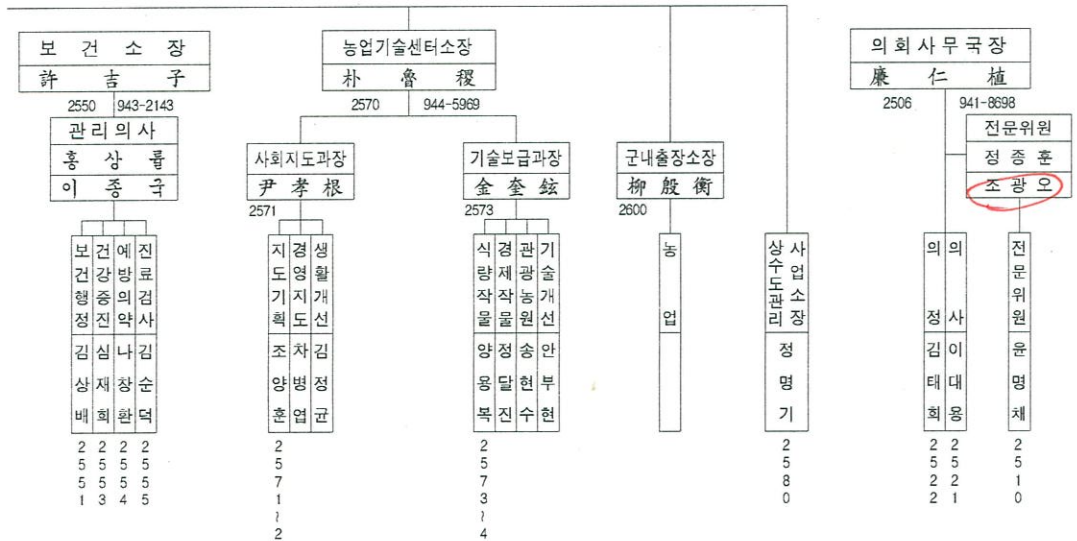 보건소장
許吉子
2550 943-2143
관리의사
홍상률
이종국
보건행정 김상배 2551
건강증진 심재희 2553
예방의약 나창환 2554
진료검사 김순덕 2555
농업기술센터소장
朴魯稷
2570 944-5969
사회지도과장
尹孝根
2571
지도기획 조양훈
경영지도 차병엽
생활개선 김정균
2571~2
기술보급과장
金奎鉉
2573
식량작물 양용복
경제작물 정달진
관광농원 송현수
기술개선 안부현
2573~4
군내출장소장
柳殷衡
2600
농업
상수도관리사업소장
정명기
2580
의회사무국장
廉仁植
2506 941-8698
전문위원
정종훈
조광오
의정 김태희 2522
의사 이대용 2521
전문위원 윤명채 2510